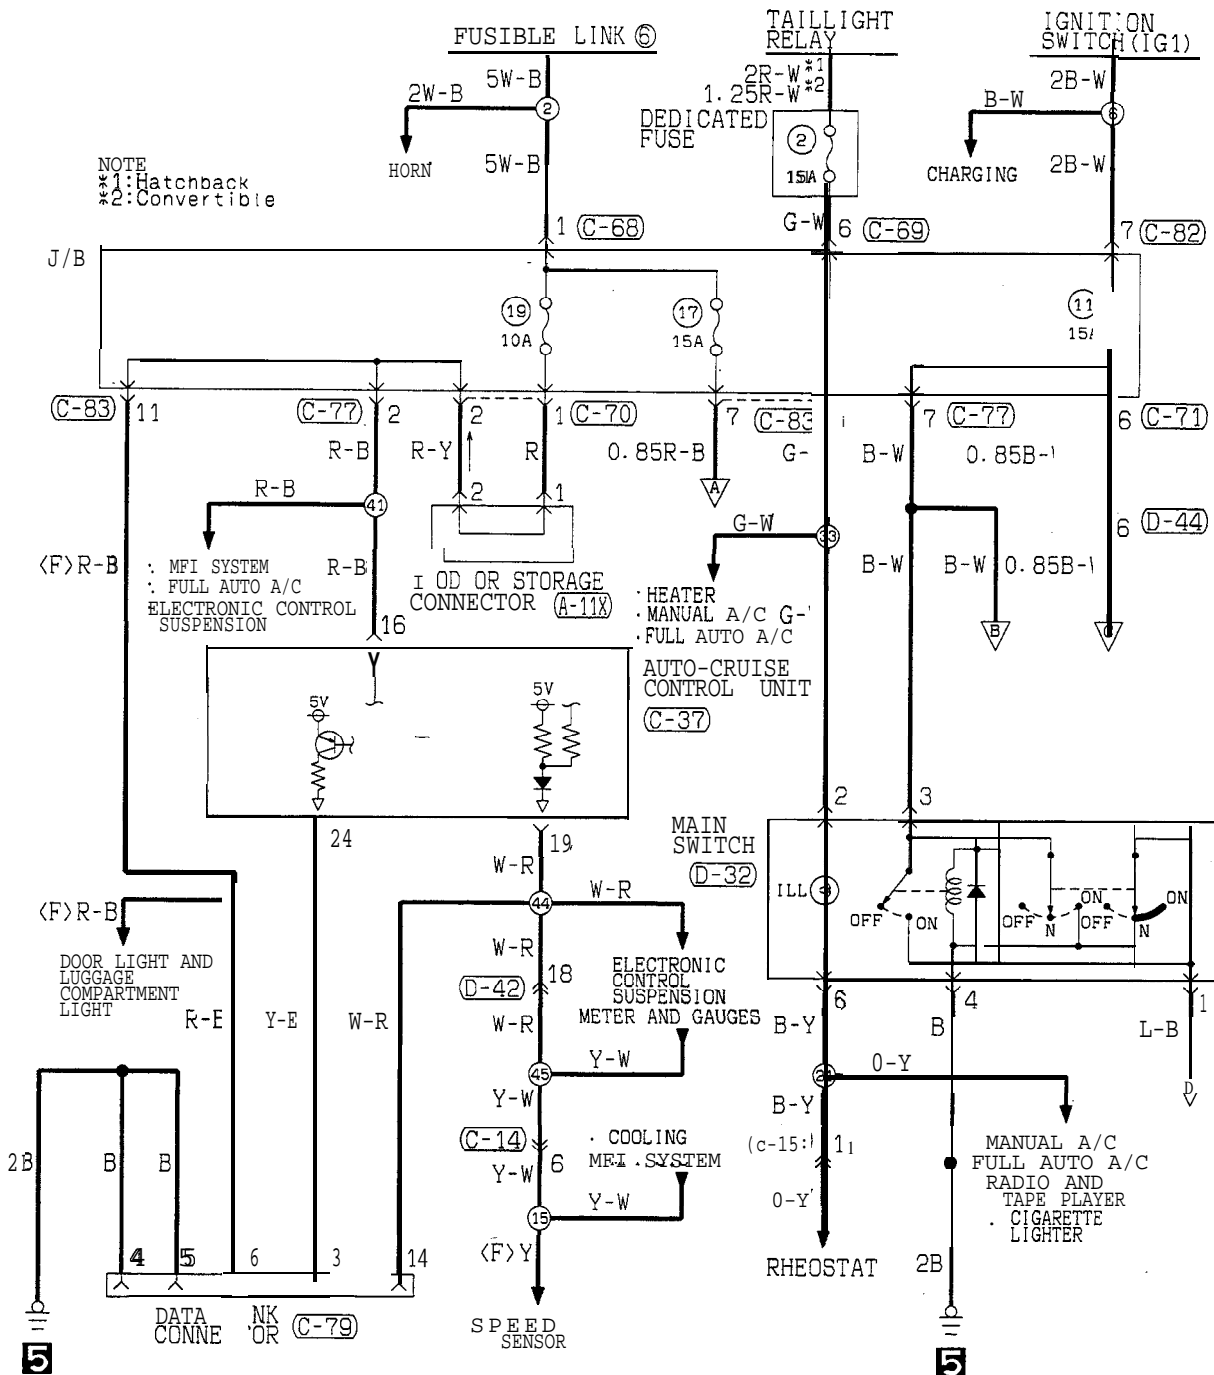 FUSIBLE LINK ⑥
TAILLIGHT
RELAY
IGNITION
SWITCH(IG1)
5W-B
2W-B
2
5W-B
HORN
2R-W *1
1.25R-W *2
DEDICATED
FUSE
2
15A
2B-W
B-W
6
2B-W
CHARGING
NOTE
*1:Hatchback
*2:Convertible
1 C-68
G-W
6 C-69
7 C-82
J/B
19
10A
17
15A
11
C-83 11
C-77 2
2
1 C-70
7 C-83
7 C-77
6 C-71
R-B
R-Y
R
0.85R-B
G-
B-W
R-B
41
2
1
A
G-W
33
6 D-44
<F>R-B
MFI SYSTEM
FULL AUTO A/C
ELECTRONIC CONTROL
SUSPENSION
R-B
OD OR STORAGE
CONNECTOR A-11X
HEATER
MANUAL A/C G-
FULL AUTO A/C
B-W
B-W
B
16
Y
5V
5V
AUTO-CRUISE
CONTROL UNIT
C-37
24
19
2
3
MAIN
SWITCH
D-32
ILL
OFF
ON
OFF
N
ON
OFF
N
ON
W-R
44
W-R
<F>R-B
DOOR LIGHT AND
LUGGAGE
COMPARTMENT
LIGHT
W-R
D-42 18
ELECTRONIC
CONTROL
SUSPENSION
METER AND GAUGES
R-E
Y-E
W-R
W-R
6
4
1
B-Y
B
L-B
D
45
Y-W
Y-W
O-Y
B-Y
C-14
6
COOLING
MFI SYSTEM
1
MANUAL A/C
FULL AUTO A/C
RADIO AND
TAPE PLAYER
CIGARETTE
LIGHTER
2B
B
B
Y-W
15
Y-W
O-Y
RHEOSTAT
2B
4
5
6
3
14
<F>Y
DATA NK
CONNE OR C-79
SPEED
SENSOR
5
5